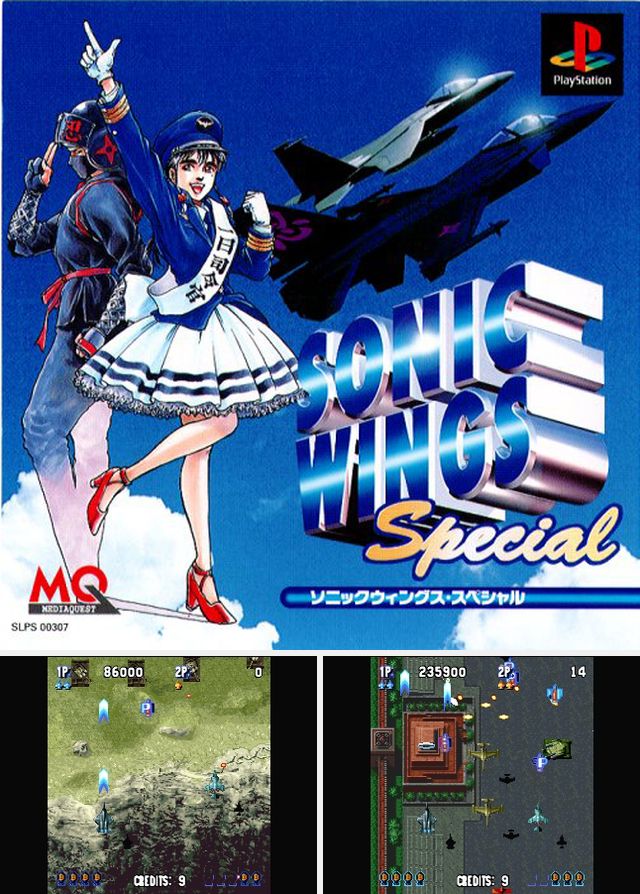 PlayStation
忍
一日司令官
SONIC
WINGS
Special
ソニックウィングス・スペシャル
MQ
MEDIAQUEST
SLPS 00307
1P 86000 2P 0
P
CREDITS: 9
1P 235900 2P 14
P
CREDITS: 9